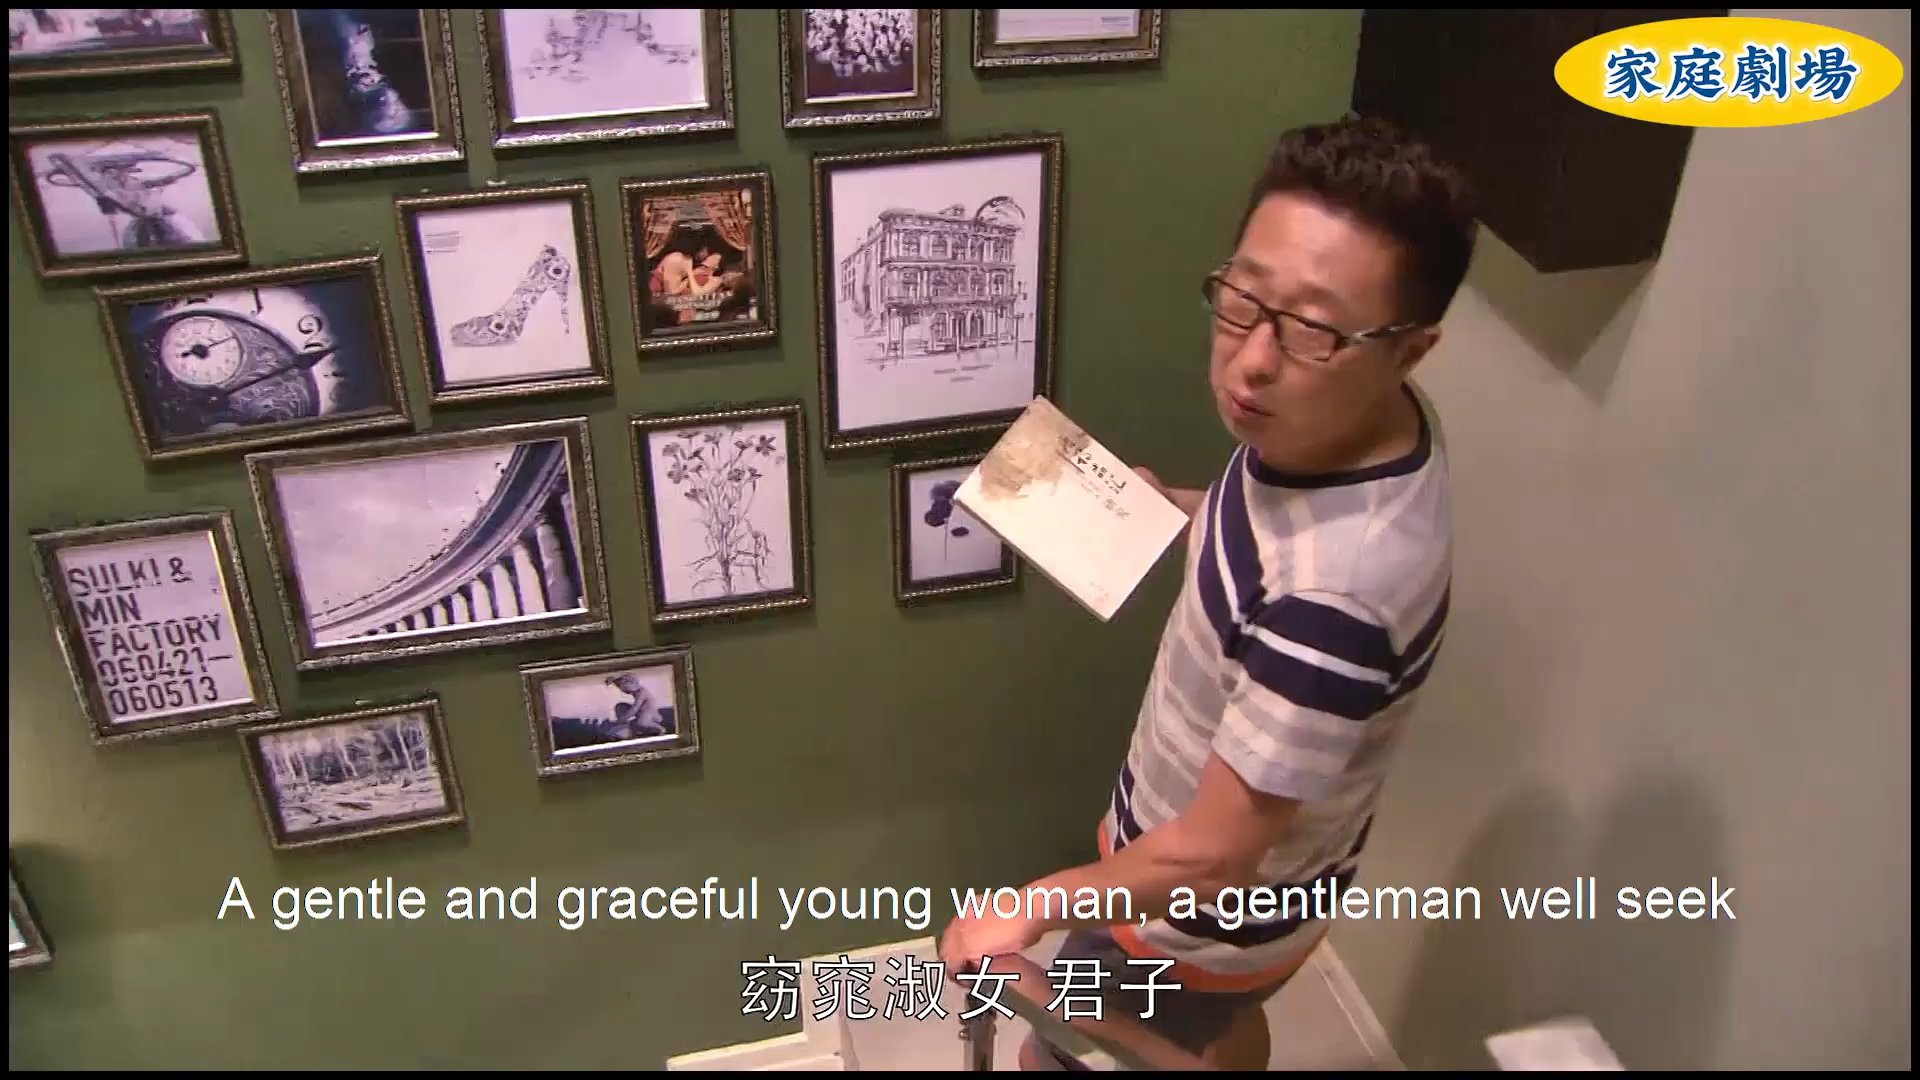 家庭劇場
SULKI &
MIN
FACTORY
060421—
060513
A gentle and graceful young woman, a gentleman well seek
窈窕淑女 君子